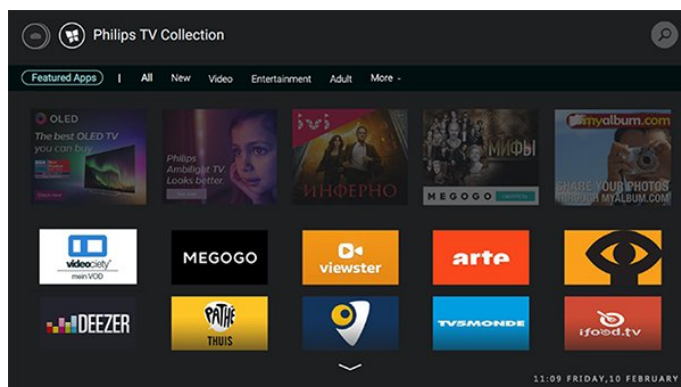 Philips TV Collection
Featured Apps | All New Video Entertainment Adult More
OLED
The best OLED TV
you can buy
Philips
Ambilight TV.
Looks better.
ivi
ИНФЕРНО
МИФЫ
MEGOGO
myalbum.com
SHARE YOUR PHOTOS
THROUGH MYALBUM.COM
videociety
mein VOD
MEGOGO
viewster
arte
DEEZER
PATHÉ
THUIS
TV5MONDE
ifood.tv
11:09 FRIDAY,10 FEBRUARY